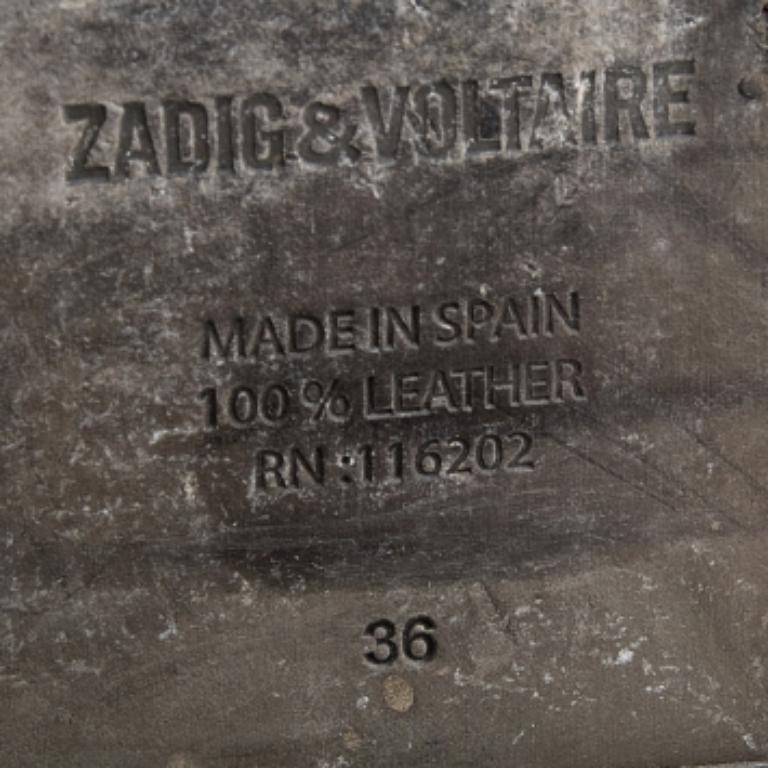 ZADIG&VOLTAIRE
MADE IN SPAIN
100 % LEATHER
RN :116202
36